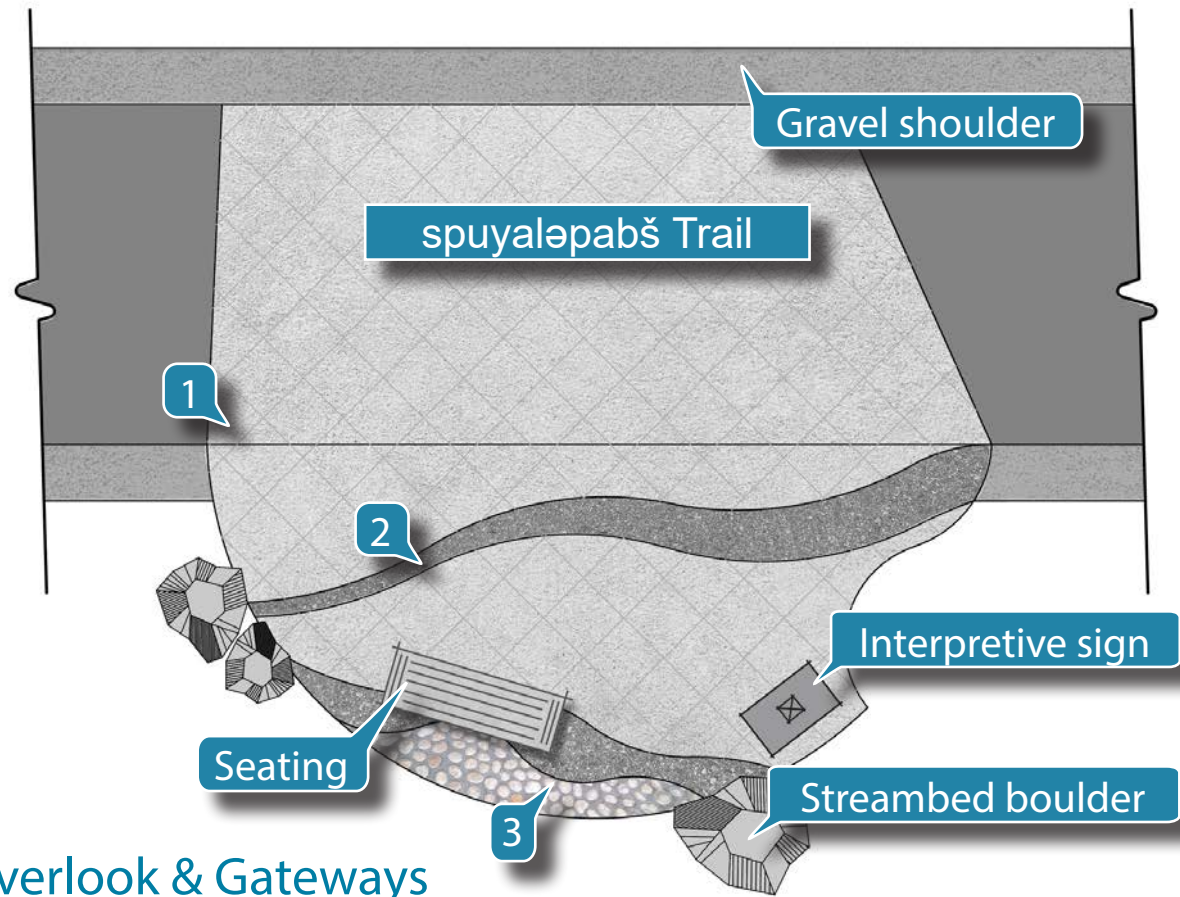 Gravel shoulder
spuyaləpabš Trail
1
2
Interpretive sign
Seating
Streambed boulder
3
verlook & Gateways